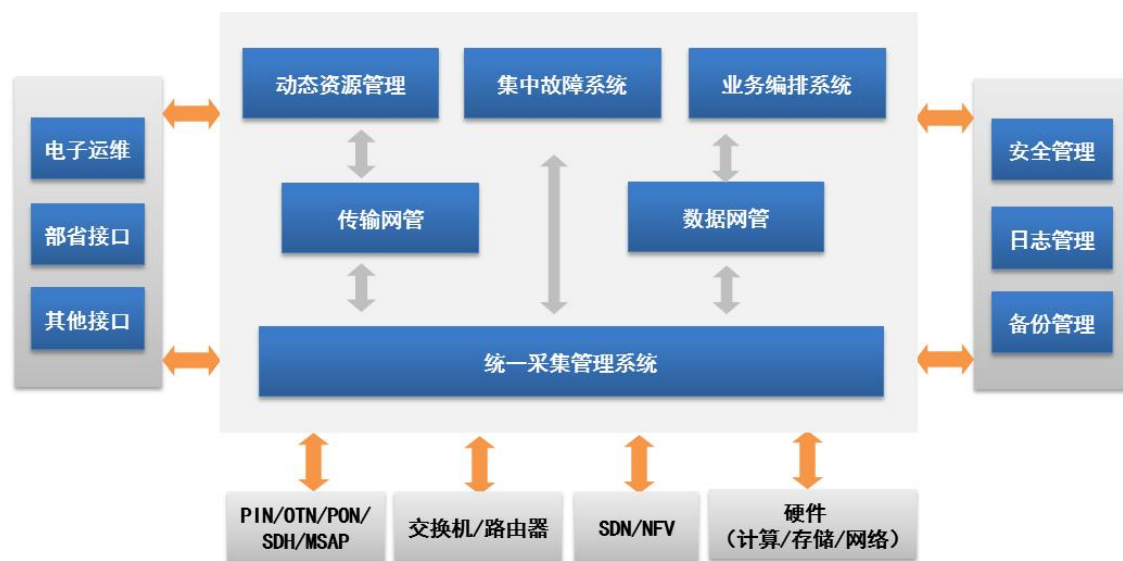 动态资源管理
集中故障系统
业务编排系统
电子运维
部省接口
其他接口
传输网管
数据网管
安全管理
日志管理
备份管理
统一采集管理系统
PIN/OTN/PON/
SDH/MSAP
交换机/路由器
SDN/NFV
硬件
（计算/存储/网络）